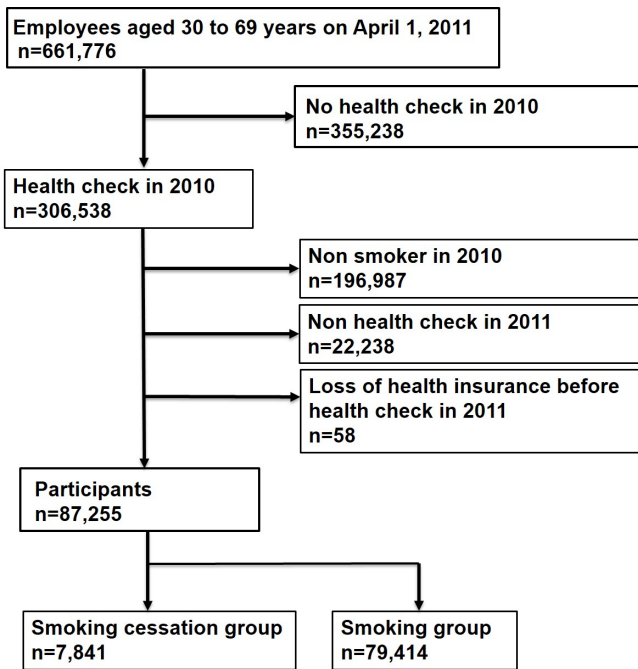 Employees aged 30 to 69 years on April 1, 2011
n=661,776
No health check in 2010
n=355,238
Health check in 2010
n=306,538
Non smoker in 2010
n=196,987
Non health check in 2011
n=22,238
Loss of health insurance before
health check in 2011
n=58
Participants
n=87,255
Smoking cessation group
n=7,841
Smoking group
n=79,414